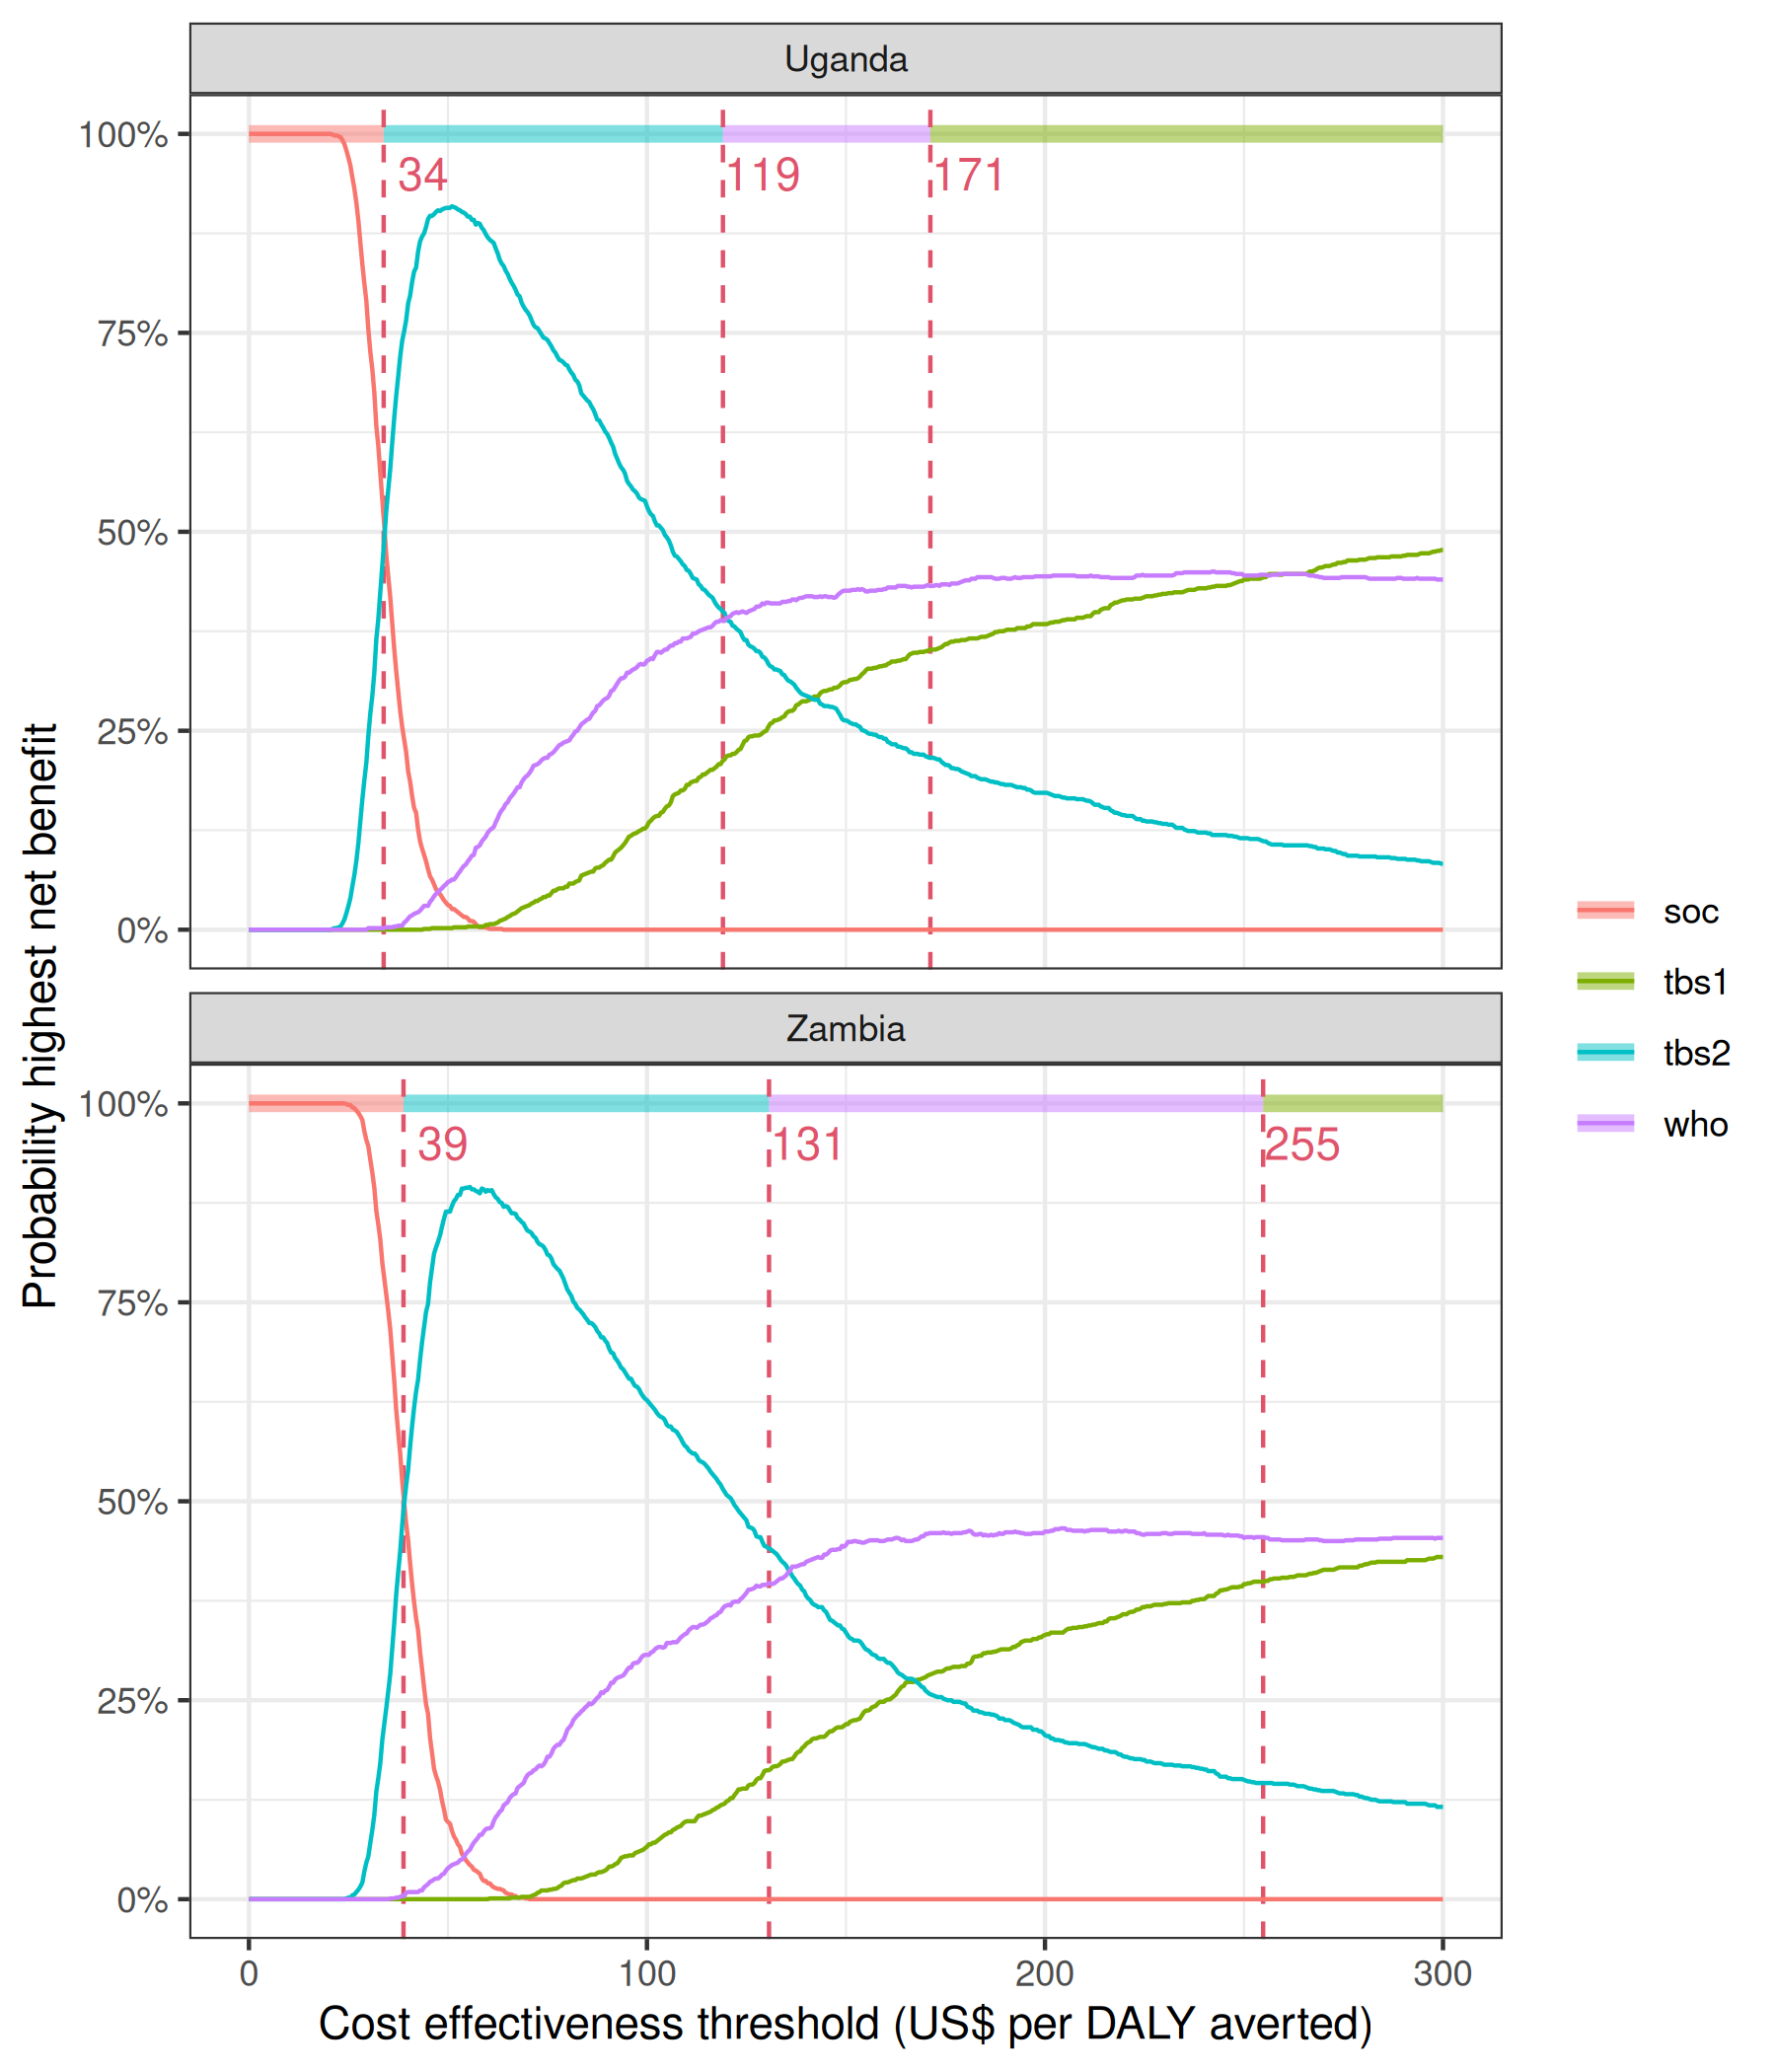 Uganda
100%
34
119
171
75%
50%
25%
0%
Probability highest net benefit
soc
tbs1
tbs2
who
Zambia
100%
39
131
255
75%
50%
25%
0%
0
100
200
300
Cost effectiveness threshold (US$ per DALY averted)